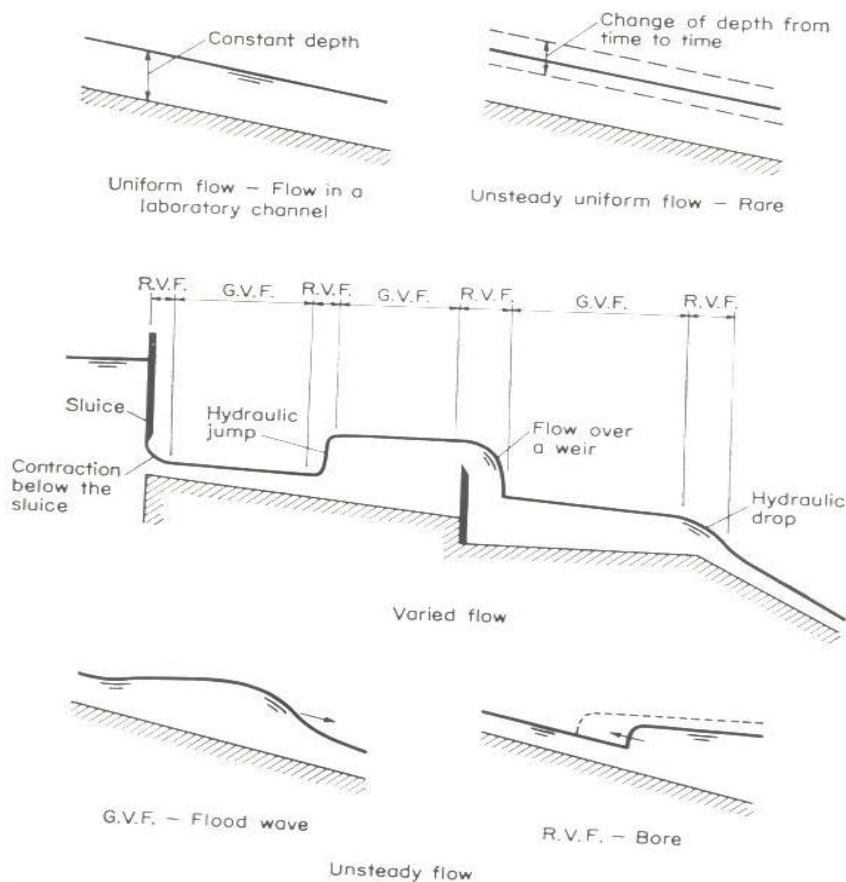 Constant depth
Change of depth from
time to time
Uniform flow – Flow in a
laboratory channel
Unsteady uniform flow – Rare
R.V.F.
G.V.F.
R.V.F.
G.V.F.
R.V.F.
G.V.F.
R.V.F.
Sluice
Hydraulic
jump
Flow over
a weir
Contraction
below the
sluice
Hydraulic
drop
Varied flow
G.V.F. – Flood wave
R.V.F. – Bore
Unsteady flow